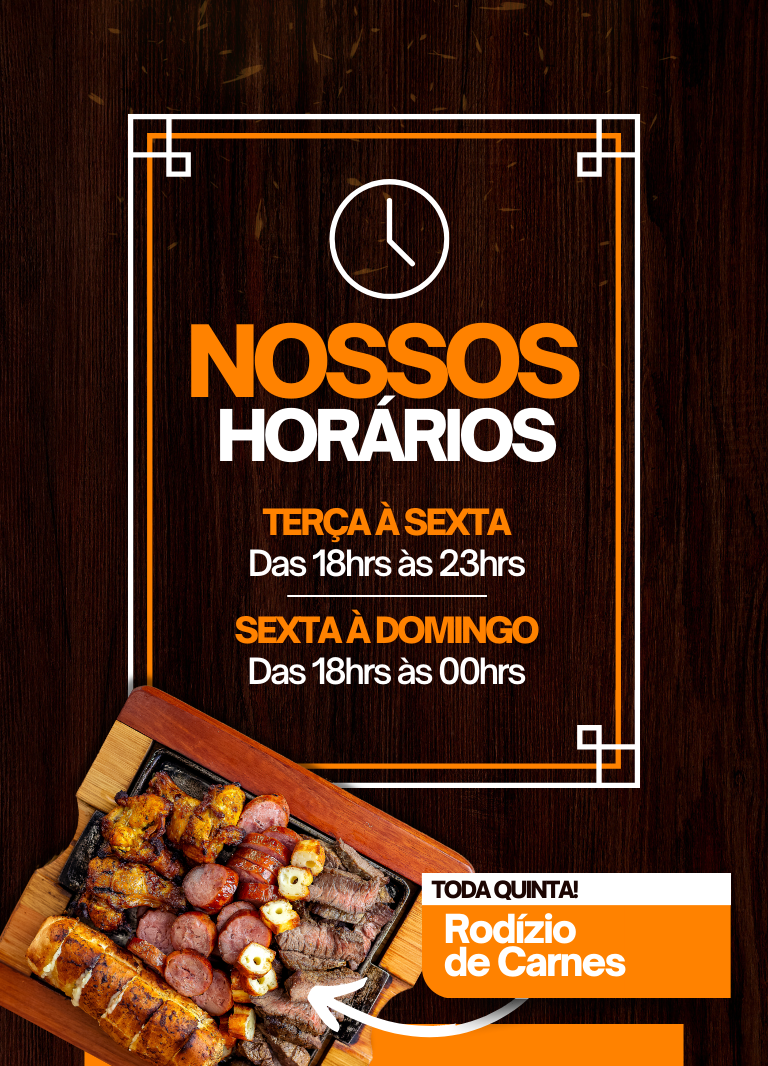 NOSSOS
HORÁRIOS
TERÇA À SEXTA
Das 18hrs às 23hrs
SEXTA À DOMINGO
Das 18hrs às 00hrs
TODA QUINTA!
Rodízio
de Carnes